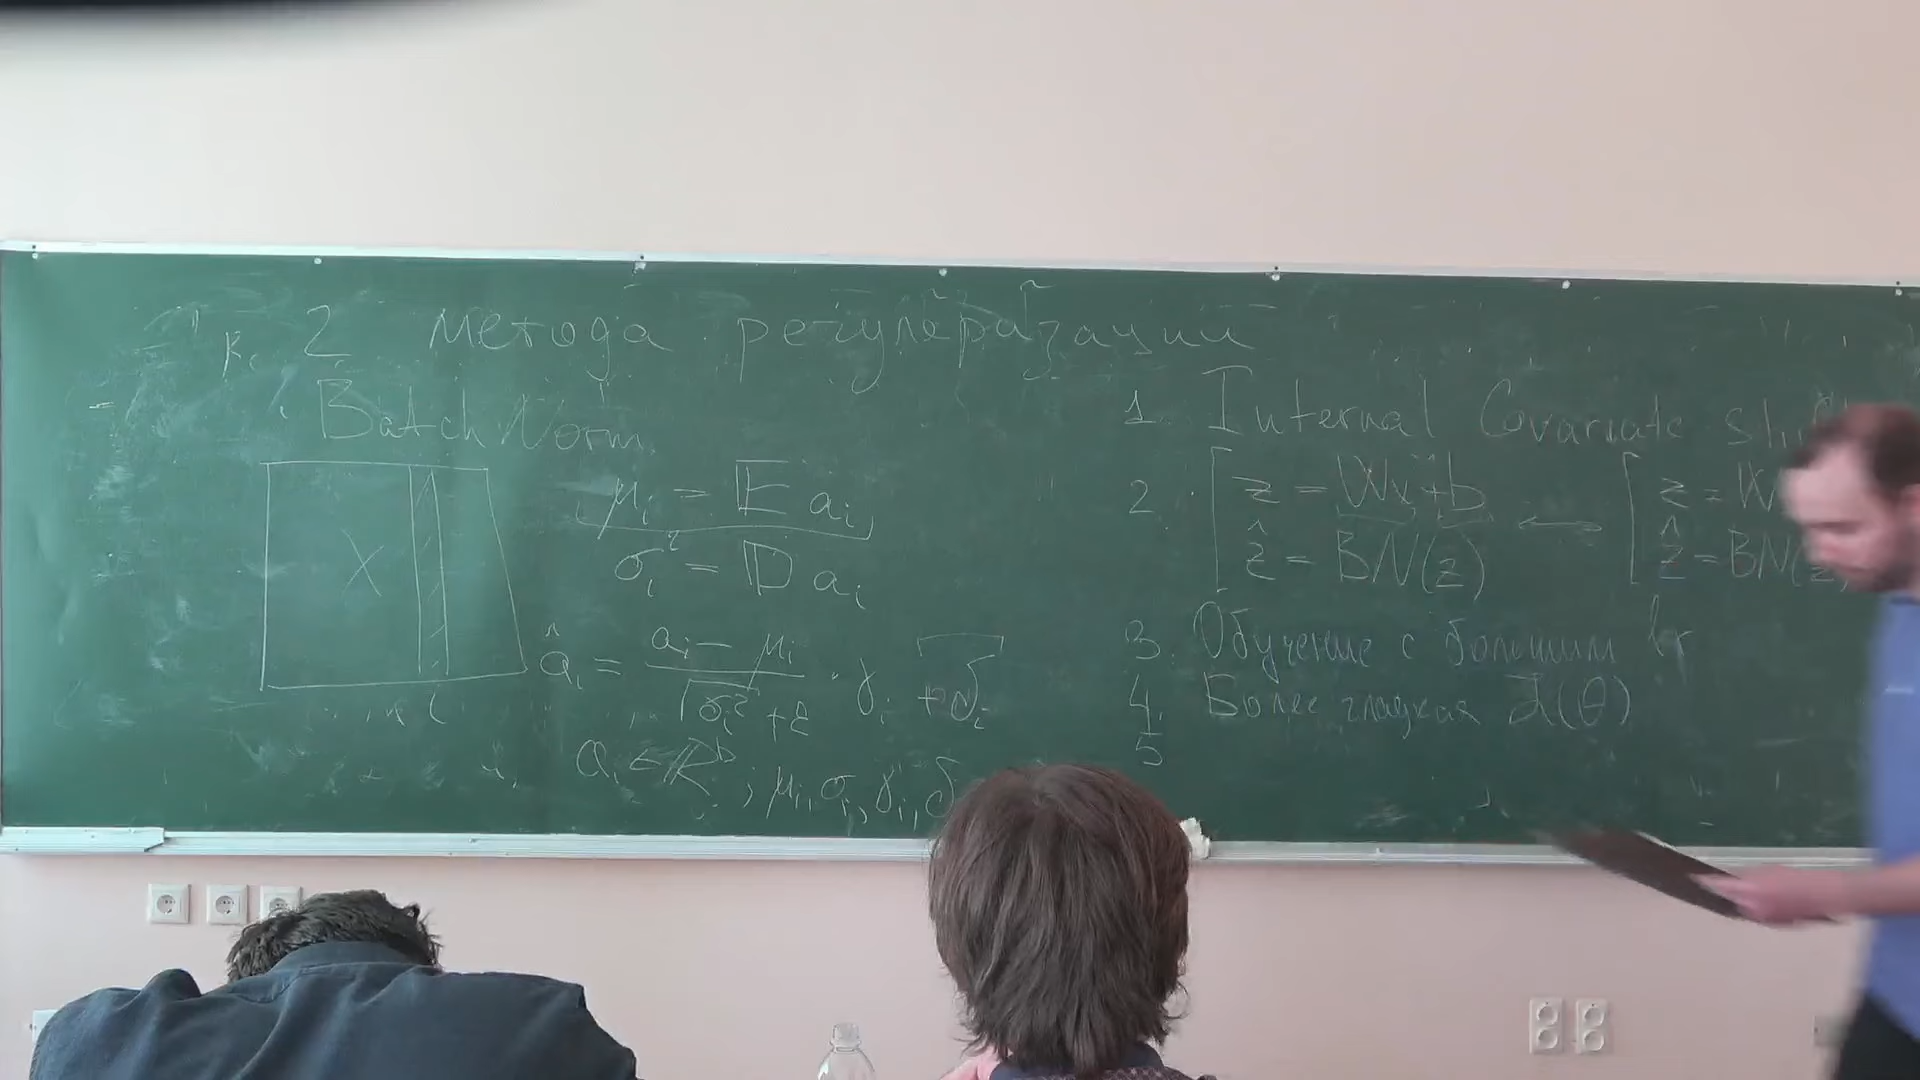 2 метода регуляризации
BatchNorm
X
μᵢ = 𝔼 aᵢ
σᵢ² = 𝔻 aᵢ
âᵢ = (aᵢ − μᵢ) / √(σᵢ² + ε) · γᵢ + δᵢ
aᵢ ∈ ℝᵇ ; μᵢ, σᵢ, γᵢ, δ
1. Internal Covariate
2. z = Wx + b ⟷ z = W
ẑ = BN(z) ẑ = BN(z)
3. Обучение с большим lr
4. Более гладкая ℒ(θ)
5